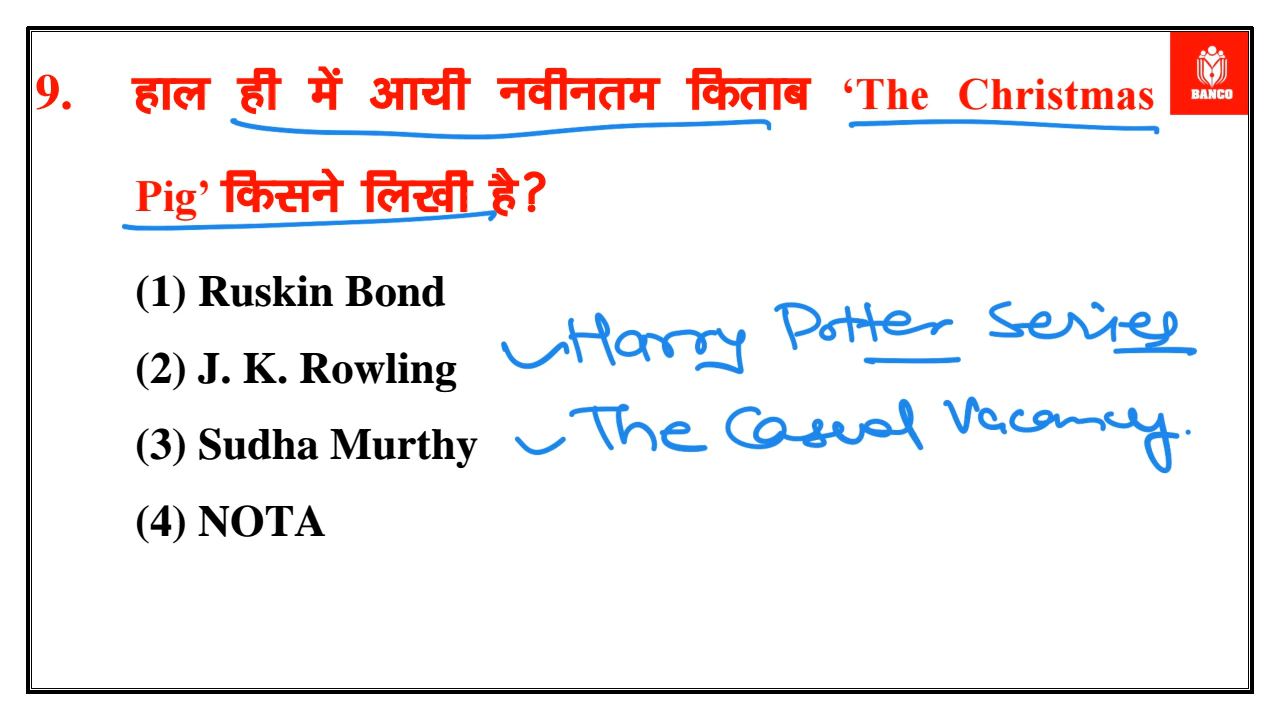 9. हाल ही में आयी नवीनतम किताब ‘The Christmas
BANCO
Pig’ किसने लिखी है?
(1) Ruskin Bond
Harry Potter Series
(2) J. K. Rowling
The Casual Vacancy.
(3) Sudha Murthy
(4) NOTA